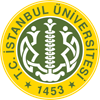 T.C. İSTANBUL ÜNİVERSİTESİ
1453